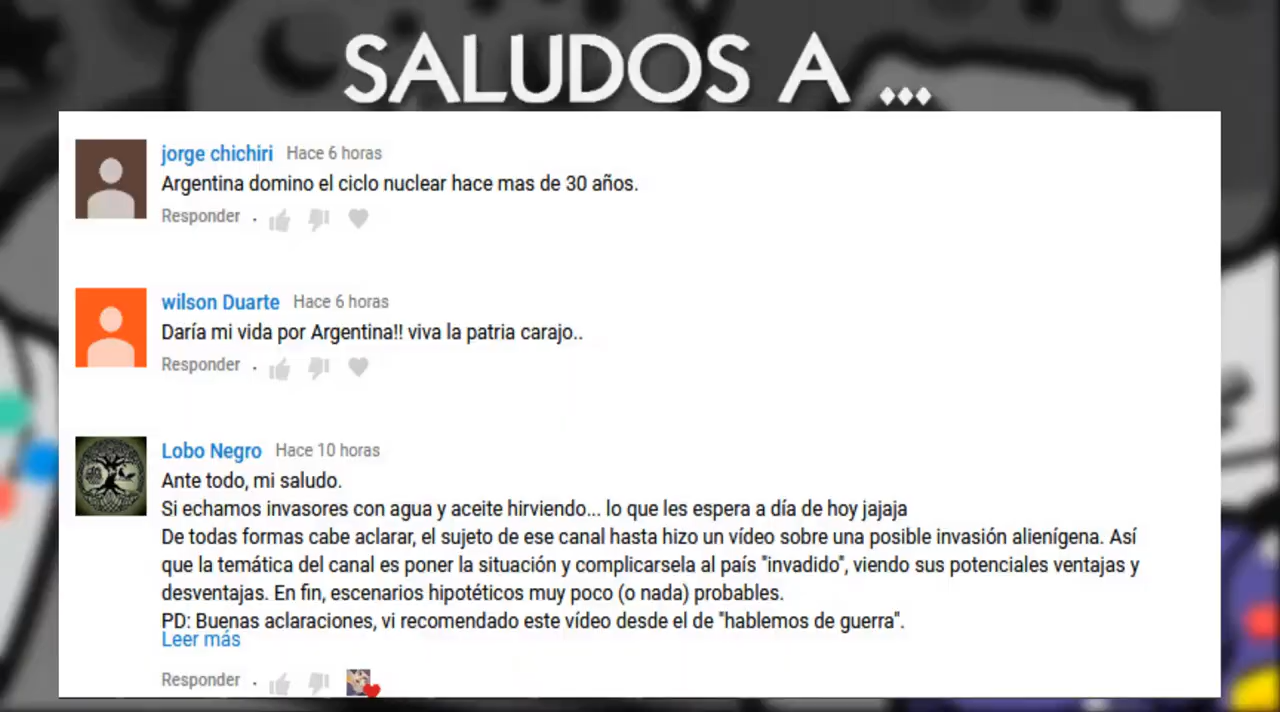 SALUDOS A ...
jorge chichiri Hace 6 horas
Argentina domino el ciclo nuclear hace mas de 30 años.
Responder .
wilson Duarte Hace 6 horas
Daría mi vida por Argentina!! viva la patria carajo..
Responder .
Lobo Negro Hace 10 horas
Ante todo, mi saludo.
Si echamos invasores con agua y aceite hirviendo... lo que les espera a día de hoy jajaja
De todas formas cabe aclarar, el sujeto de ese canal hasta hizo un vídeo sobre una posible invasión alienígena. Así
que la temática del canal es poner la situación y complicarsela al país "invadido", viendo sus potenciales ventajas y
desventajas. En fin, escenarios hipotéticos muy poco (o nada) probables.
PD: Buenas aclaraciones, vi recomendado este vídeo desde el de "hablemos de guerra".
Leer más
Responder .